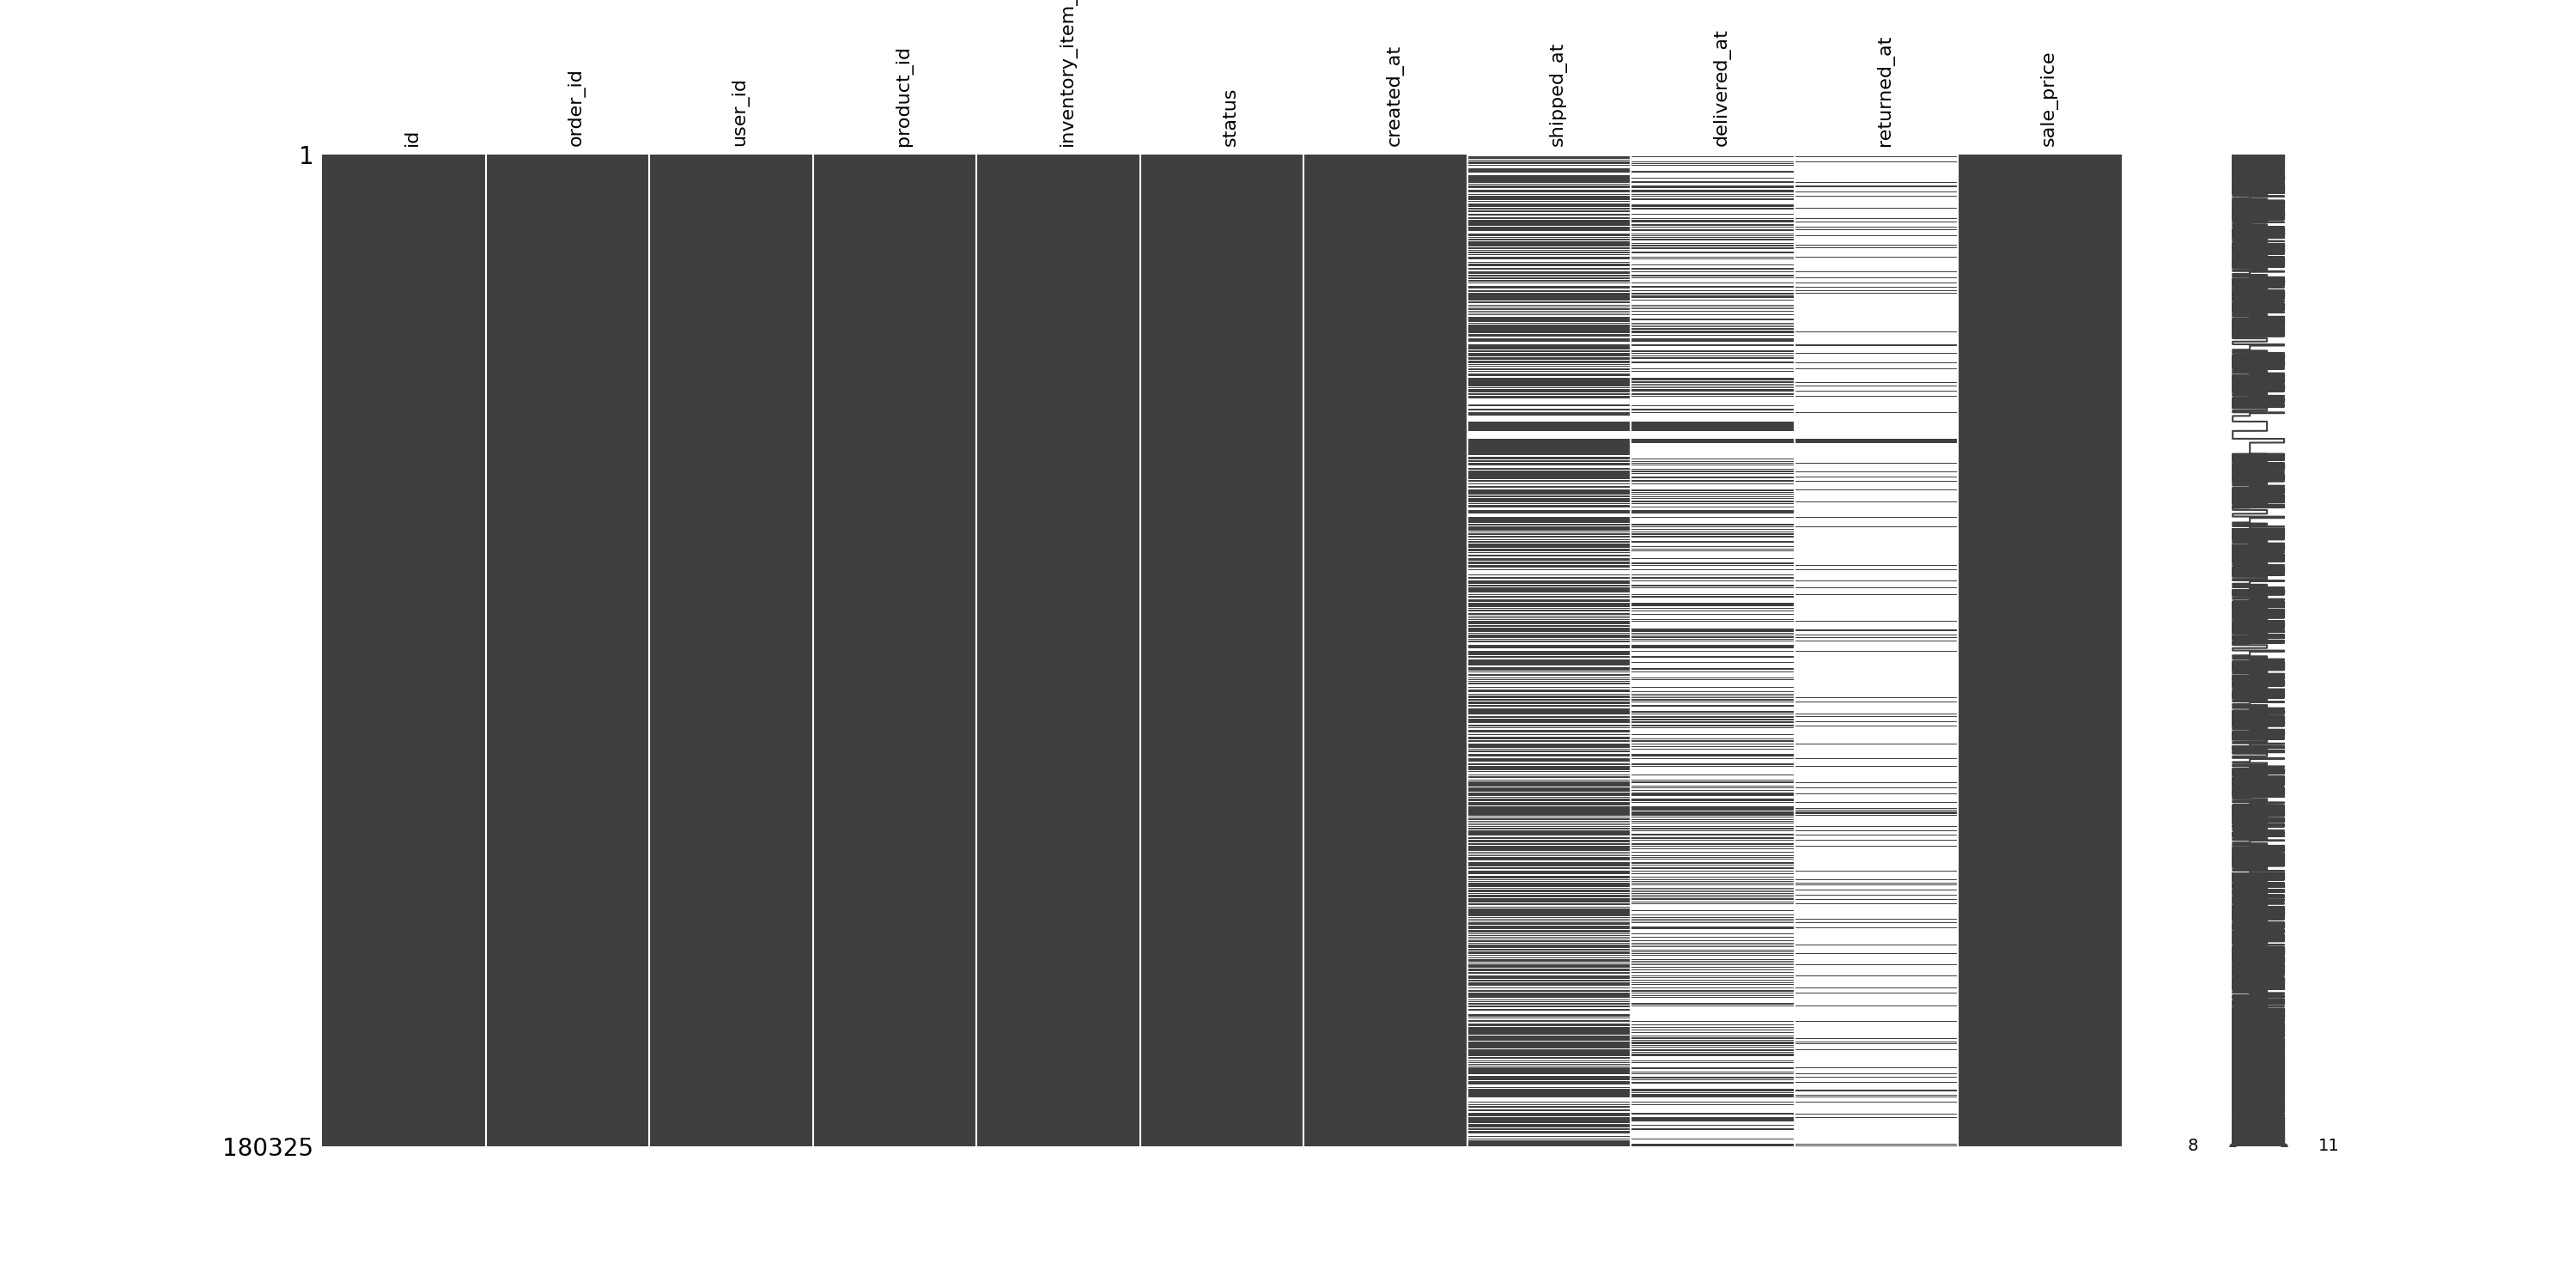 id
order_id
user_id
product_id
inventory_item_
status
created_at
shipped_at
delivered_at
returned_at
sale_price
1
180325
8
11